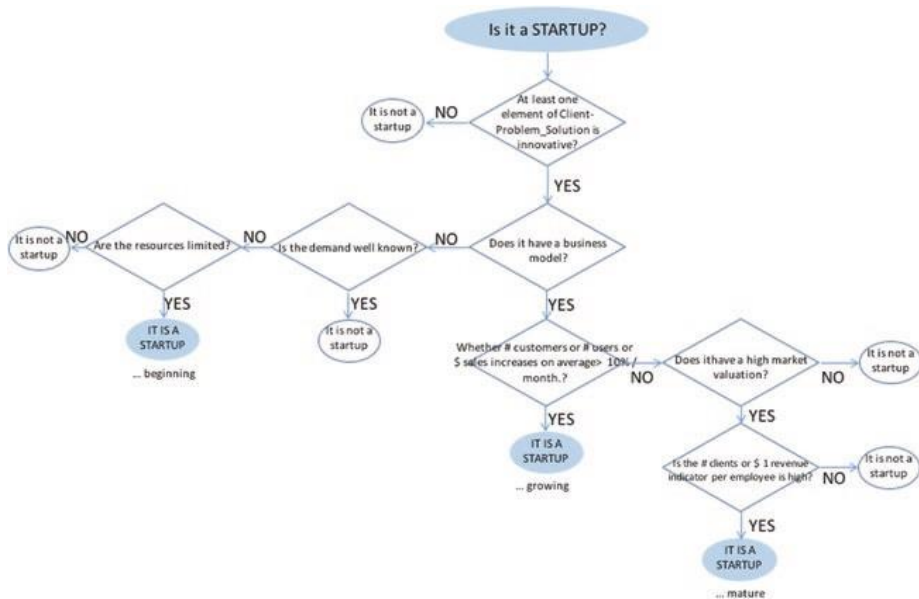 Is it a STARTUP?
At least one
element of Client-
Problem_Solution is
innovative?
NO
It is not a
startup
YES
Does it have a business
model?
NO
Is the demand well known?
NO
Are the resources limited?
NO
It is not a
startup
YES
IT IS A
STARTUP
... beginning
YES
It is not a
startup
YES
Whether # customers or # users or
$ sales increases on average> 10% /
month.?
NO
Does ithave a high market
valuation?
NO
It is not a
startup
YES
IT IS A
STARTUP
... growing
YES
Is the # clients or $ 1 revenue
indicator per employee is high?
NO
It is not a
startup
YES
IT IS A
STARTUP
... mature